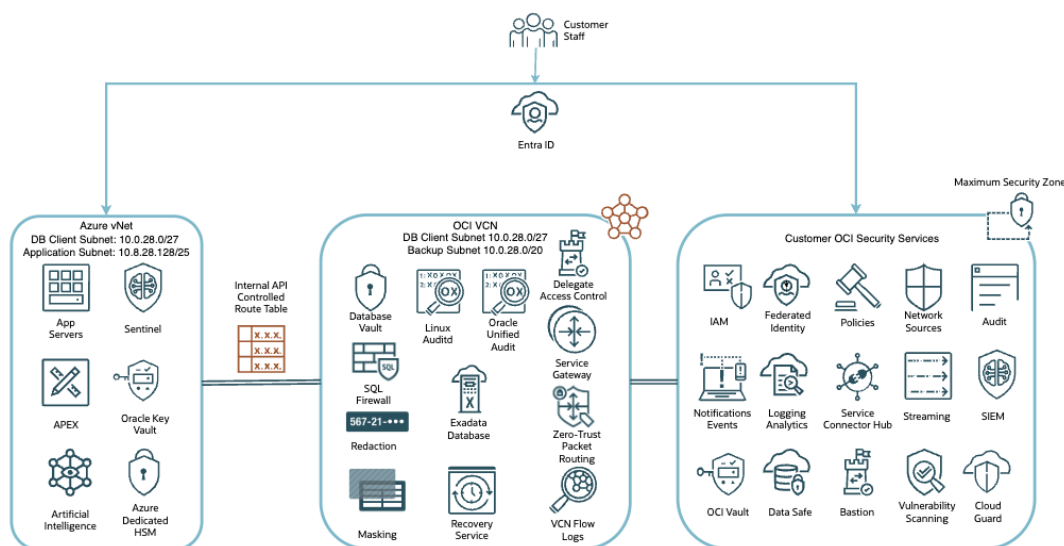 Customer
Staff
Entra ID
Maximum Security Zone
Azure vNet
DB Client Subnet: 10.0.28.0/27
Application Subnet: 10.8.28.128/25
App
Servers
Sentinel
APEX
Oracle Key
Vault
Artificial
Intelligence
Azure
Dedicated
HSM
Internal API
Controlled
Route Table
X.X.X.
X.X.X.
X.X.X.
OCI VCN
DB Client Subnet 10.0.28.0/27
Backup Subnet 10.0.28.0/20
Database
Vault
Linux
Auditd
Oracle
Unified
Audit
Delegate
Access Control
SQL
SQL
Firewall
Exadata
Database
Service
Gateway
567-21-•••
Redaction
Zero-Trust
Packet
Routing
Masking
Recovery
Service
VCN Flow
Logs
Customer OCI Security Services
IAM
Federated
Identity
Policies
Network
Sources
Audit
Notifications
Events
Logging
Analytics
Service
Connector Hub
Streaming
SIEM
OCI Vault
Data Safe
Bastion
Vulnerability
Scanning
Cloud
Guard